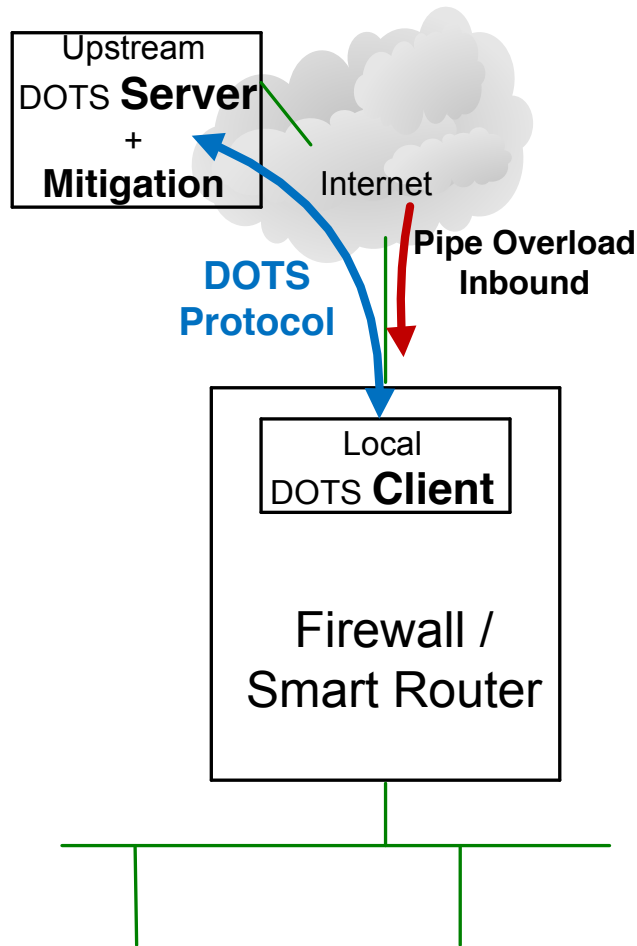 Upstream
DOTS Server
+
Mitigation
Internet
Pipe Overload
Inbound
DOTS
Protocol
Local
DOTS Client
Firewall /
Smart Router